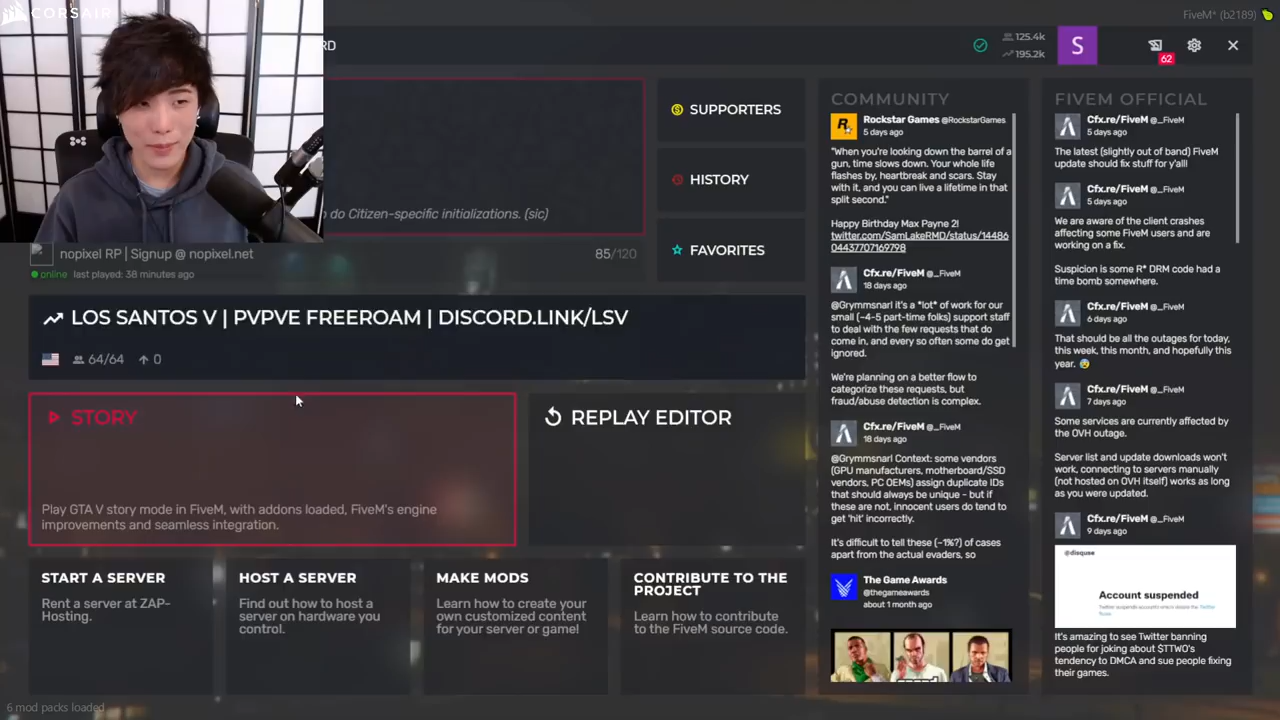 CORSAIR
FiveM* (b2189)
RD
125.4k
195.2k
S
62
do Citizen-specific initializations. (sic)
nopixel RP | Signup @ nopixel.net
85/120
online last played: 38 minutes ago
SUPPORTERS
HISTORY
FAVORITES
LOS SANTOS V | PVPVE FREEROAM | DISCORD.LINK/LSV
64/64
0
STORY
Play GTA V story mode in FiveM, with addons loaded, FiveM's engine
improvements and seamless integration.
REPLAY EDITOR
START A SERVER
Rent a server at ZAP-
Hosting.
HOST A SERVER
Find out how to host a
server on hardware you
control.
MAKE MODS
Learn how to create your
own customized content
for your server or game!
CONTRIBUTE TO THE
PROJECT
Learn how to contribute
to the FiveM source code.
6 mod packs loaded
COMMUNITY
Rockstar Games @RockstarGames
5 days ago
"When you're looking down the barrel of a
gun, time slows down. Your whole life
flashes by, heartbreak and scars. Stay
with it, and you can live a lifetime in that
split second."
Happy Birthday Max Payne 2!
twitter.com/SamLakeRMD/status/14486
04437707169798
Cfx.re/FiveM @_FiveM
18 days ago
@Grymmsnarl it's a *lot* of work for our
small (~4-5 part-time folks) support staff
to deal with the few requests that do
come in, and every so often some do get
ignored.
We're planning on a better flow to
categorize these requests, but
fraud/abuse detection is complex.
Cfx.re/FiveM @_FiveM
18 days ago
@Grymmsnarl Context: some vendors
(GPU manufacturers, motherboard/SSD
vendors, PC OEMs) assign duplicate IDs
that should always be unique - but if
these are not, innocent users do tend to
get 'hit' incorrectly.
It's difficult to tell these (~1%?) of cases
apart from the actual evaders, so
The Game Awards
@thegameawards
about 1 month ago
FIVEM OFFICIAL
Cfx.re/FiveM @_FiveM
5 days ago
The latest (slightly out of band) FiveM
update should fix stuff for y'all!
Cfx.re/FiveM @_FiveM
5 days ago
We are aware of the client crashes
affecting some FiveM users and are
working on a fix.
Suspicion is some R* DRM code had a
time bomb somewhere.
Cfx.re/FiveM @_FiveM
6 days ago
That should be all the outages for today,
this week, this month, and hopefully this
year. 😰
Cfx.re/FiveM @_FiveM
7 days ago
Some services are currently affected by
the OVH outage.
Server list and update downloads won't
work, connecting to servers manually
(not hosted on OVH itself) works as long
as you were updated.
Cfx.re/FiveM @_FiveM
9 days ago
@disquse
Account suspended
It's amazing to see Twitter banning
people for joking about $TTWO's
tendency to DMCA and sue people fixing
their games.